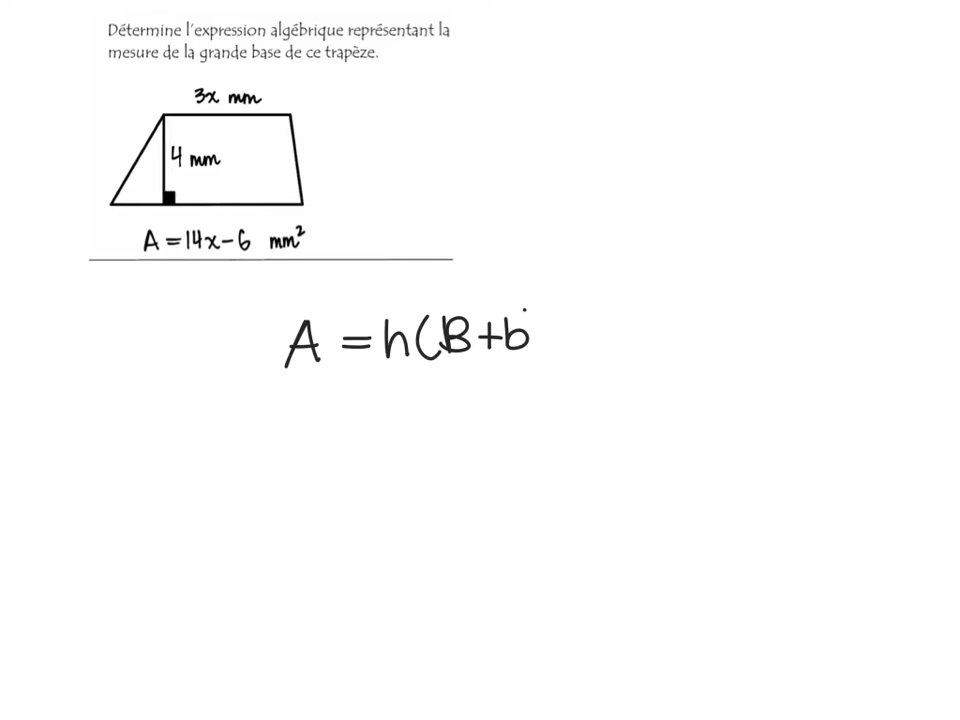 Détermine l'expression algébrique représentant la
mesure de la grande base de ce trapèze.
3x mm
4 mm
A = 14x - 6 mm²
A = h(B+b